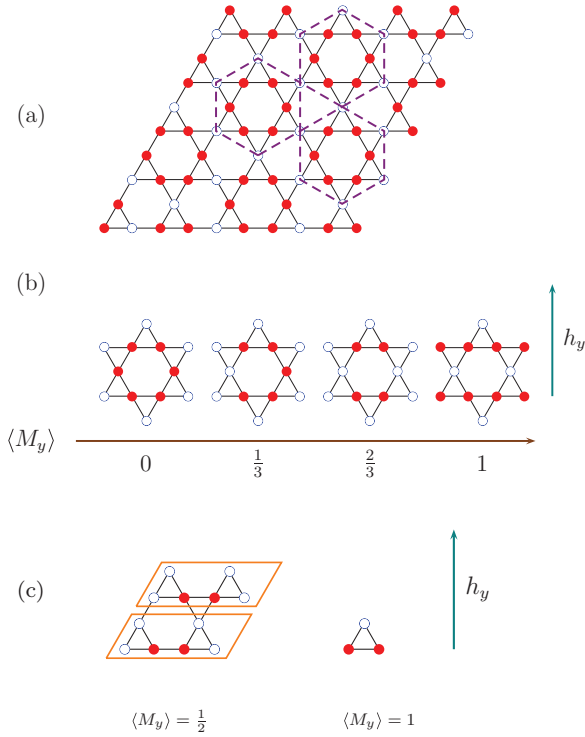 (a)
(b)
h_y
⟨M_y⟩
0 1/3 2/3 1
(c)
h_y
⟨M_y⟩ = 1/2 ⟨M_y⟩ = 1